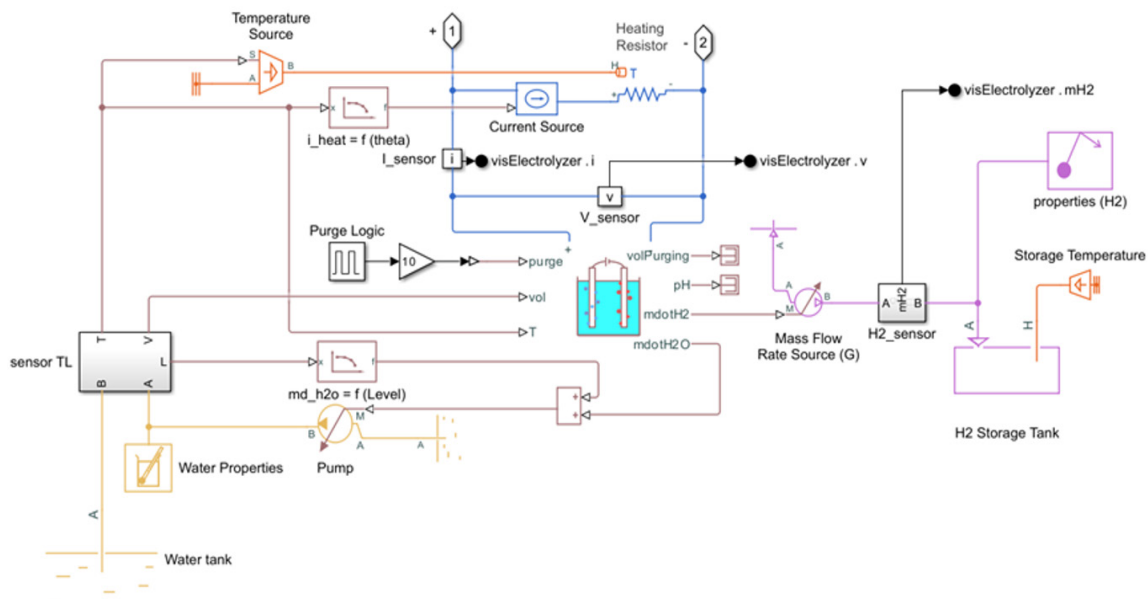 Temperature
Source
S
A
B
+
1
-
2
Heating
Resistor
H
T
+
-
x
f
i_heat = f (theta)
Current Source
I_sensor
i
visElectrolyzer . i
visElectrolyzer . v
v
V_sensor
visElectrolyzer . mH2
properties (H2)
Purge Logic
10
purge
vol
T
+
-
volPurging
pH
mdotH2
mdotH2O
A
A
M
B
Mass Flow
Rate Source (G)
A
mH2
B
H2_sensor
Storage Temperature
A
H
H2 Storage Tank
sensor TL
T
V
L
B
A
x
f
md_h2o = f (Level)
+
+
M
B
A
A
Pump
Water Properties
A
Water tank